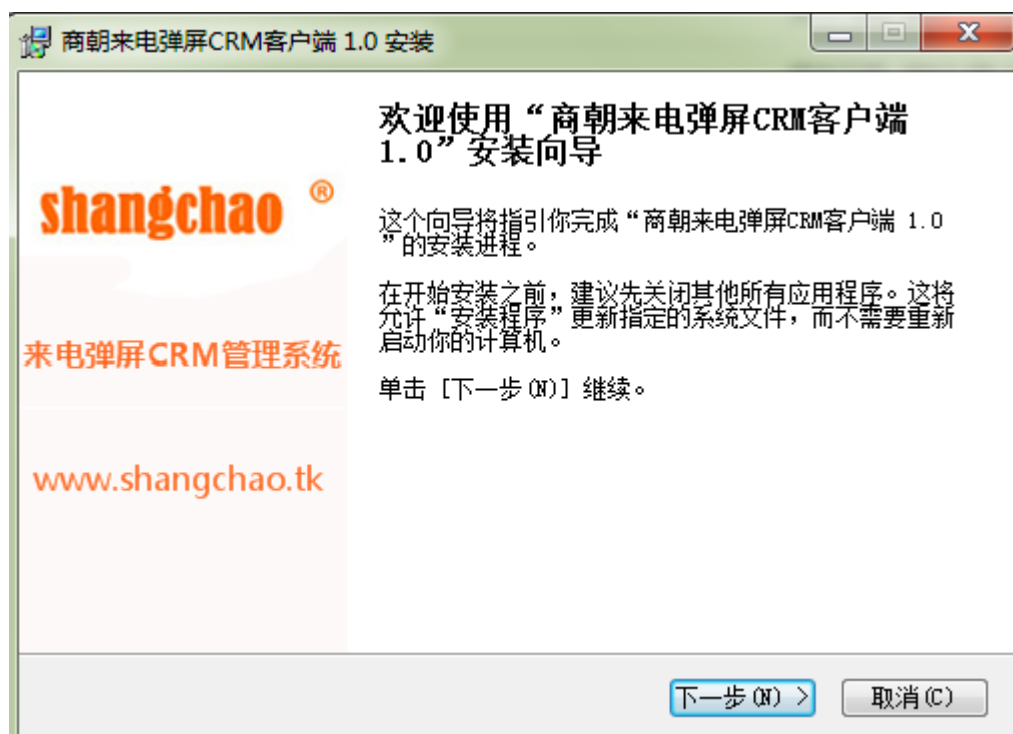 商朝来电弹屏CRM客户端 1.0 安装
shangchao ®
来电弹屏CRM管理系统
www.shangchao.tk
欢迎使用“商朝来电弹屏CRM客户端
1.0”安装向导
这个向导将指引你完成“商朝来电弹屏CRM客户端 1.0
”的安装进程。
在开始安装之前，建议先关闭其他所有应用程序。这将
允许“安装程序”更新指定的系统文件，而不需要重新
启动你的计算机。
单击 [下一步(N)] 继续。
下一步(N) >
取消(C)